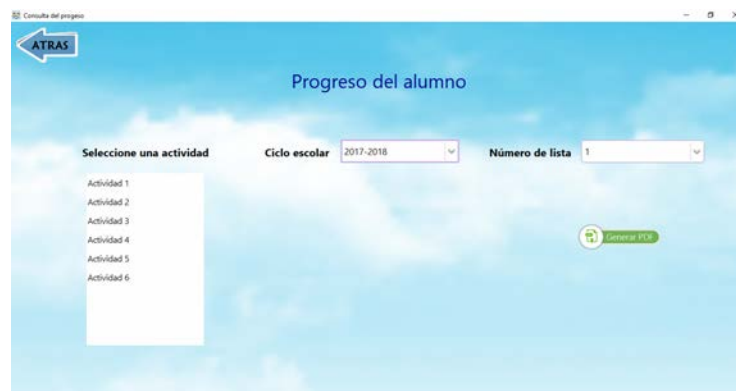 Consulta del progeso
ATRAS
Progreso del alumno
Seleccione una actividad
Ciclo escolar 2017-2018
Número de lista 1
Actividad 1
Actividad 2
Actividad 3
Actividad 4
Actividad 5
Actividad 6
Generar PDF